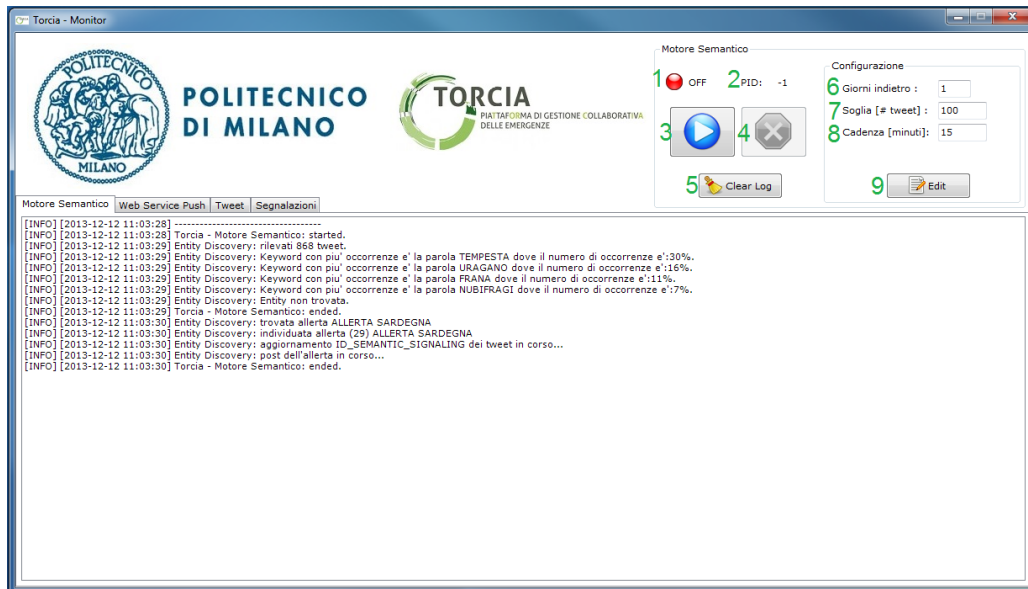 Torcia - Monitor
POLITECNICO
MILANO
POLITECNICO
DI MILANO
TORCIA
PIATTAFORMA DI GESTIONE COLLABORATIVA
DELLE EMERGENZE
Motore Semantico
1 OFF 2 PID: -1
3 4
5 Clear Log
Configurazione
6 Giorni indietro : 1
7 Soglia [# tweet] : 100
8 Cadenza [minuti]: 15
9 Edit
Motore Semantico Web Service Push Tweet Segnalazioni
[INFO] [2013-12-12 11:03:28] -----------------------------------
[INFO] [2013-12-12 11:03:28] Torcia - Motore Semantico: started.
[INFO] [2013-12-12 11:03:29] Entity Discovery: rilevati 868 tweet.
[INFO] [2013-12-12 11:03:29] Entity Discovery: Keyword con piu' occorrenze e' la parola TEMPESTA dove il numero di occorrenze e':30%.
[INFO] [2013-12-12 11:03:29] Entity Discovery: Keyword con piu' occorrenze e' la parola URAGANO dove il numero di occorrenze e':16%.
[INFO] [2013-12-12 11:03:29] Entity Discovery: Keyword con piu' occorrenze e' la parola FRANA dove il numero di occorrenze e':11%.
[INFO] [2013-12-12 11:03:29] Entity Discovery: Keyword con piu' occorrenze e' la parola NUBIFRAGI dove il numero di occorrenze e':7%.
[INFO] [2013-12-12 11:03:29] Entity Discovery: Entity non trovata.
[INFO] [2013-12-12 11:03:29] Torcia - Motore Semantico: ended.
[INFO] [2013-12-12 11:03:30] Entity Discovery: trovata allerta ALLERTA SARDEGNA
[INFO] [2013-12-12 11:03:30] Entity Discovery: individuata allerta (29) ALLERTA SARDEGNA
[INFO] [2013-12-12 11:03:30] Entity Discovery: aggiornamento ID_SEMANTIC_SIGNALING dei tweet in corso...
[INFO] [2013-12-12 11:03:30] Entity Discovery: post dell'allerta in corso...
[INFO] [2013-12-12 11:03:30] Torcia - Motore Semantico: ended.